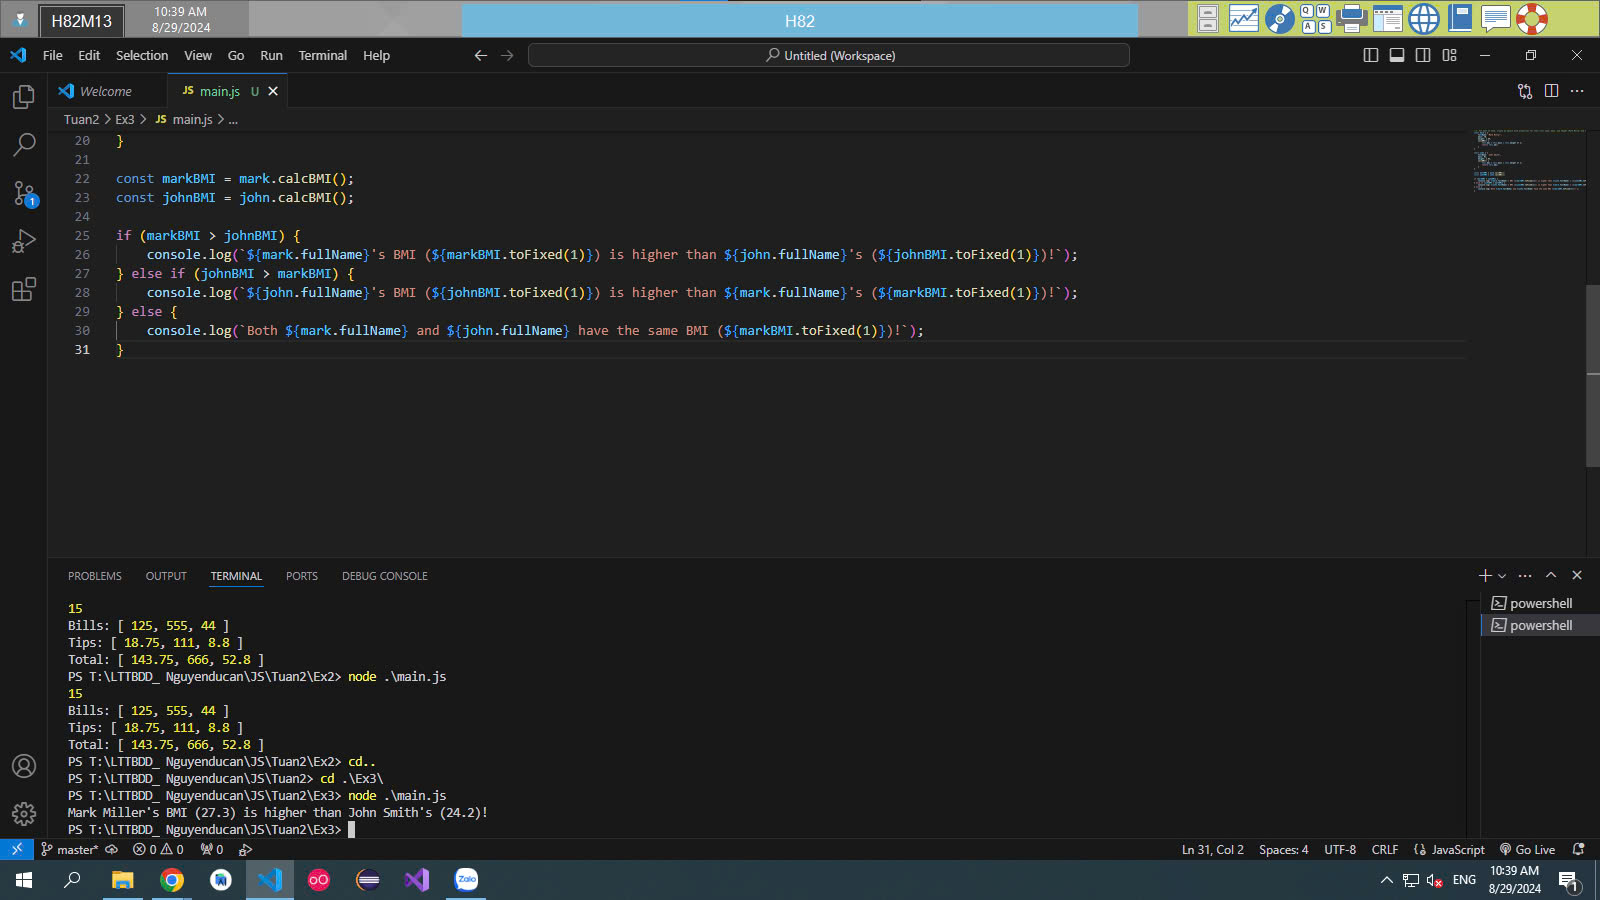 H82M13
10:39 AM
8/29/2024
H82
Q W
A S
File Edit Selection View Go Run Terminal Help
Untitled (Workspace)
Welcome
JS main.js U
Tuan2 > Ex3 > JS main.js > ...
20 }
21
22 const markBMI = mark.calcBMI();
23 const johnBMI = john.calcBMI();
24
25 if (markBMI > johnBMI) {
26 console.log(`${mark.fullName}'s BMI (${markBMI.toFixed(1)}) is higher than ${john.fullName}'s (${johnBMI.toFixed(1)})!`);
27 } else if (johnBMI > markBMI) {
28 console.log(`${john.fullName}'s BMI (${johnBMI.toFixed(1)}) is higher than ${mark.fullName}'s (${markBMI.toFixed(1)})!`);
29 } else {
30 console.log(`Both ${mark.fullName} and ${john.fullName} have the same BMI (${markBMI.toFixed(1)})!`);
31 }
PROBLEMS OUTPUT TERMINAL PORTS DEBUG CONSOLE
powershell
powershell
15
Bills: [ 125, 555, 44 ]
Tips: [ 18.75, 111, 8.8 ]
Total: [ 143.75, 666, 52.8 ]
PS T:\LTTBDD_ Nguyenducan\JS\Tuan2\Ex2> node .\main.js
15
Bills: [ 125, 555, 44 ]
Tips: [ 18.75, 111, 8.8 ]
Total: [ 143.75, 666, 52.8 ]
PS T:\LTTBDD_ Nguyenducan\JS\Tuan2\Ex2> cd..
PS T:\LTTBDD_ Nguyenducan\JS\Tuan2> cd .\Ex3\
PS T:\LTTBDD_ Nguyenducan\JS\Tuan2\Ex3> node .\main.js
Mark Miller's BMI (27.3) is higher than John Smith's (24.2)!
PS T:\LTTBDD_ Nguyenducan\JS\Tuan2\Ex3>
1
master* 0 0 0
Ln 31, Col 2 Spaces: 4 UTF-8 CRLF JavaScript Go Live
Zalo
ENG
10:39 AM
8/29/2024
1